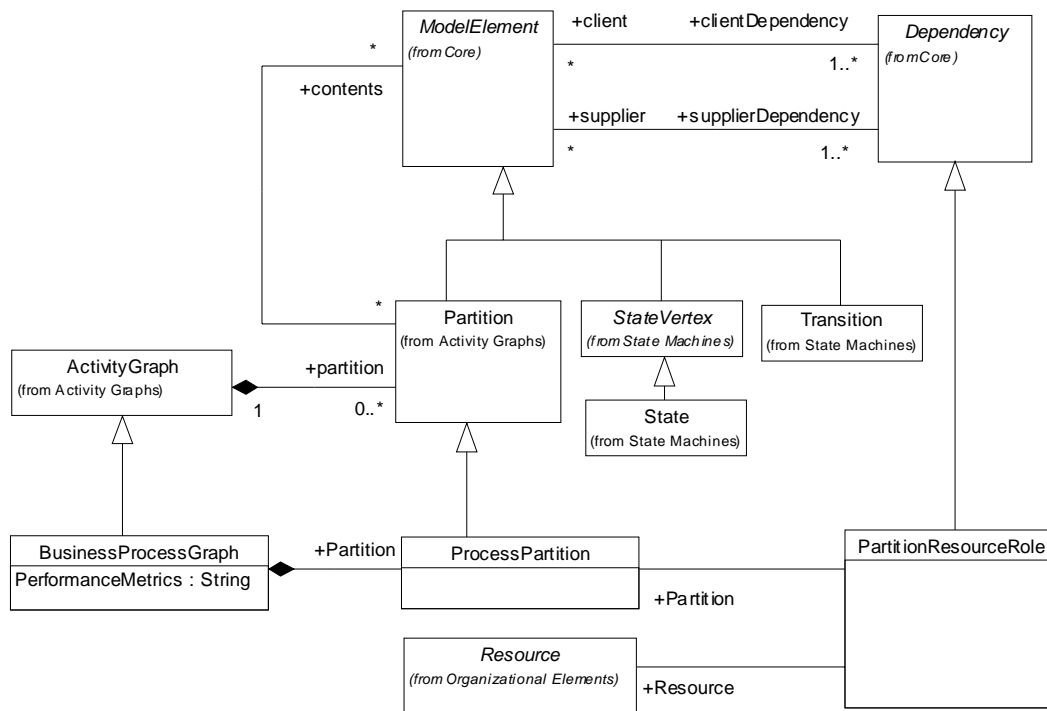 ModelElement
(from Core)
+client
+clientDependency
*
1..*
Dependency
(from Core)
*
+contents
+supplier
+supplierDependency
*
1..*
*
Partition
(from Activity Graphs)
StateVertex
(from State Machines)
Transition
(from State Machines)
ActivityGraph
(from Activity Graphs)
+partition
1
0..*
State
(from State Machines)
BusinessProcessGraph
PerformanceMetrics : String
+Partition
ProcessPartition
+Partition
PartitionResourceRole
Resource
(from Organizational Elements)
+Resource